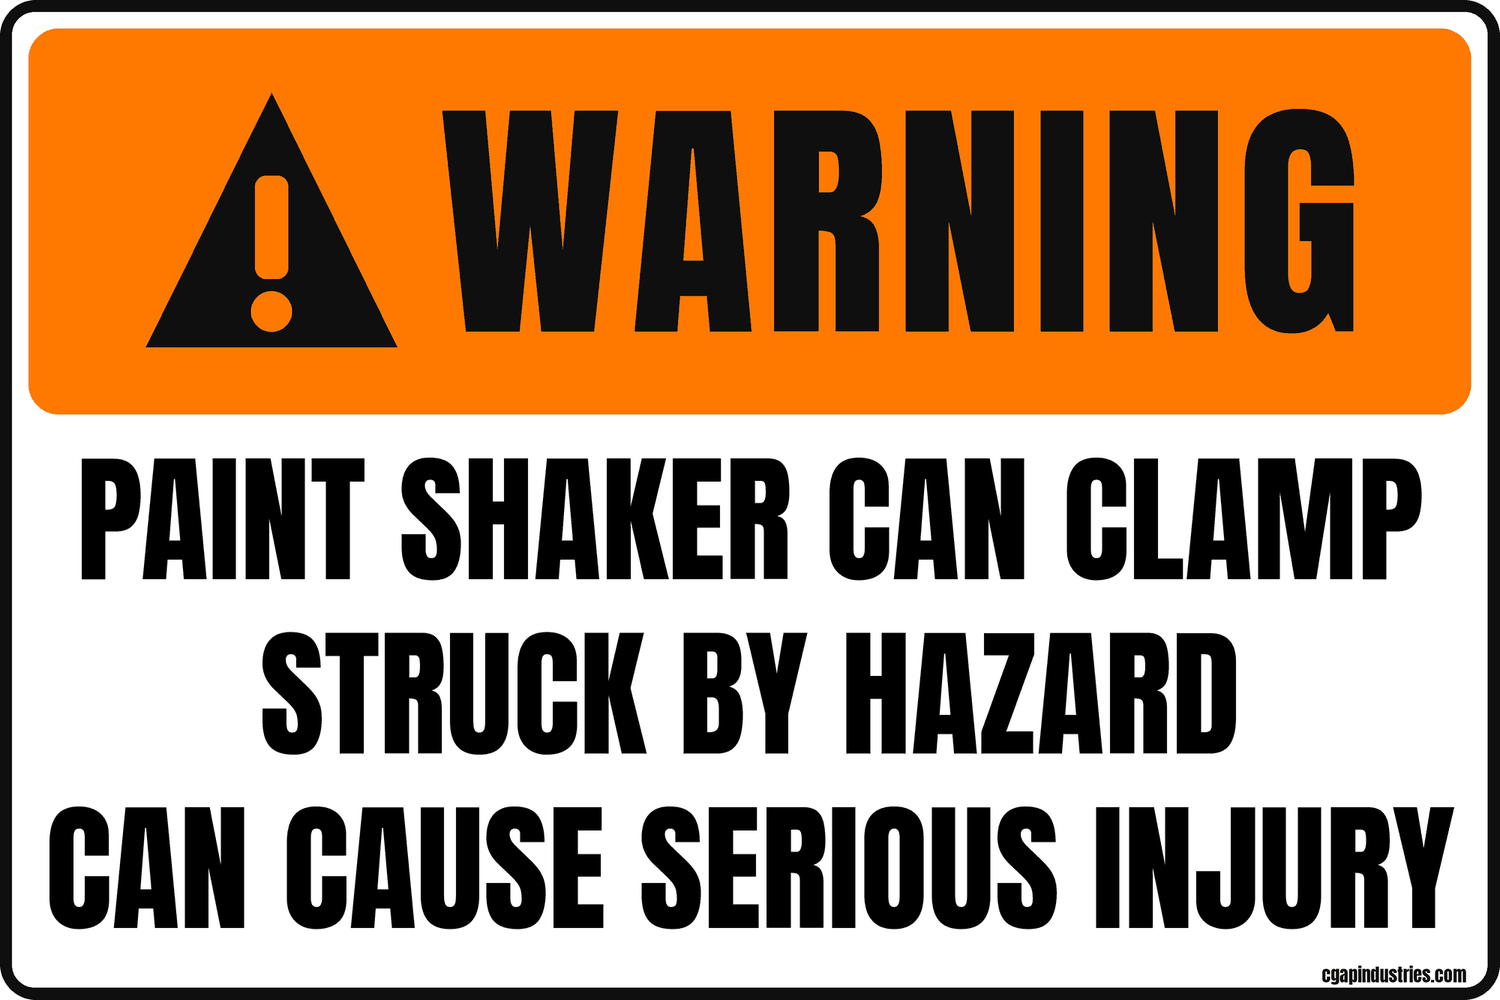 WARNING
PAINT SHAKER CAN CLAMP
STRUCK BY HAZARD
CAN CAUSE SERIOUS INJURY
cgapindustries.com